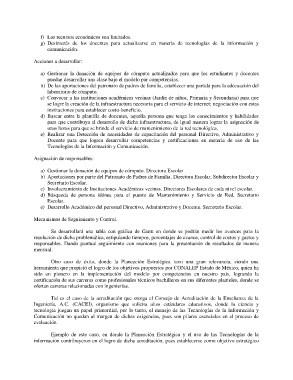 f) Los recursos económicos son limitados.
g) Desinterés de los docentes para actualizarse en materia de tecnologías de la información y
comunicación.
Acciones a desarrollar:
a) Gestionar la donación de equipos de cómputo actualizados para que los estudiantes y docentes
puedan desarrollar una clase bajo el modelo por competencias.
b) De las aportaciones del patronato de padres de familia, establecer una partida para la adecuación del
laboratorio de cómputo.
c) Convocar a las instituciones académicas vecinas (Jardín de niños, Primaria y Secundaria) para que
se logre la creación de la infraestructura necesaria para el servicio de internet; negociación con estas
instituciones para establecer costo beneficio.
d) Buscar entre la plantilla de docentes, aquella persona que tenga los conocimientos y habilidades
para que contribuya al desarrollo de dicha infraestructura, de igual manera lograr la asignación de
unas horas para que se brinde el servicio de mantenimiento de la red tecnológica.
e) Realizar una Detección de necesidades de capacitación del personal Directivo, Administrativo y
Docente para que logren desarrollar competencias y certificaciones en materia de uso de las
Tecnologías de la Información y Comunicación.
Asignación de responsables:
a) Gestionar la donación de equipos de cómputo. Directora Escolar
b) Aportaciones por parte del Patronato de Padres de Familia, Directora Escolar, Subdirector Escolar y
Secretario Escolar.
c) Involucramiento de Instituciones Académicas vecinas. Directores Escolares de cada nivel escolar.
d) Búsqueda de persona idónea para el puesto de Mantenimiento y Servicio de Red, Secretario
Escolar.
e) Desarrollo Académico del personal Directivo, Administrativo y Docente. Secretario Escolar.
Mecanismos de Seguimiento y Control.
Se desarrollará una tabla con gráfica de Gantt en donde se podrán medir los avances para la
resolución de dicha problemática, estipulando tiempos, porcentajes de avance, control de costos y gastos y
responsables. Dando puntual seguimiento con reuniones para la presentación de resultados de manera
mensual.
Otro caso de éxito, donde la Planeación Estratégica tuvo una gran relevancia, siendo una
herramienta que propició el logro de los objetivos propuestos por CONALEP Estado de México, quien ha
sido un pionero en la implementación del modelo por competencias en nuestro país, logrando la
certificación de sus carreras como profesionales técnicos bachilleres en sus diferentes planteles, donde se
ofertan carreras relacionadas con ingenierías.
Tal es el caso de la acreditación que otorga el Consejo de Acreditación de la Enseñanza de la
Ingeniería, A.C. (CACEI), organismo que solicita altos estándares educativos, donde la ciencia y
tecnología juegan un papel primordial, por lo tanto, el manejo de las Tecnologías de la Información y
Comunicación no quedan al margen de dichas exigencias, pues son pilares esenciales en el proceso de
evaluación.
Ejemplo de este caso, en donde la Planeación Estratégica y el uso de las Tecnologías de la
información contribuyeron en el logro de dicha acreditación, pues establecerse como objetivo estratégico